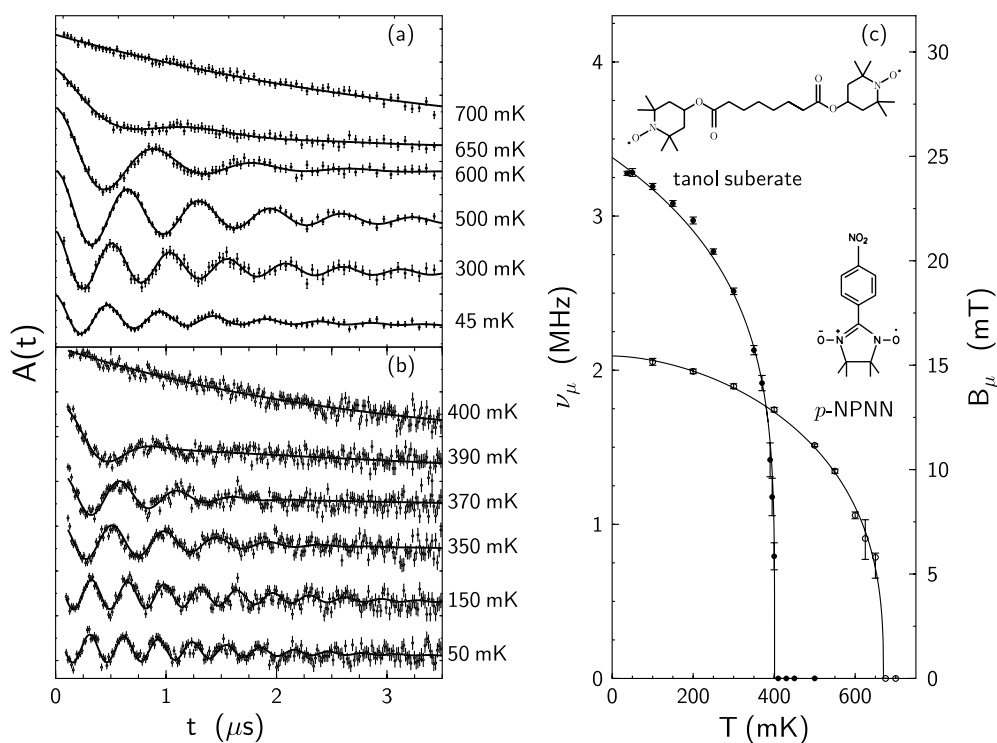 (a)
700 mK
650 mK
600 mK
500 mK
300 mK
45 mK
A(t)
(b)
400 mK
390 mK
370 mK
350 mK
150 mK
50 mK
0 1 2 3
t (μs)
(c)
4
3
2
1
0
ν_μ (MHz)
30
25
20
15
10
5
0
B_μ (mT)
O•
N
O
O
O
O
N
•O
tanol suberate
NO₂
⁻O N⁺ N O•
p-NPNN
0 200 400 600
T (mK)